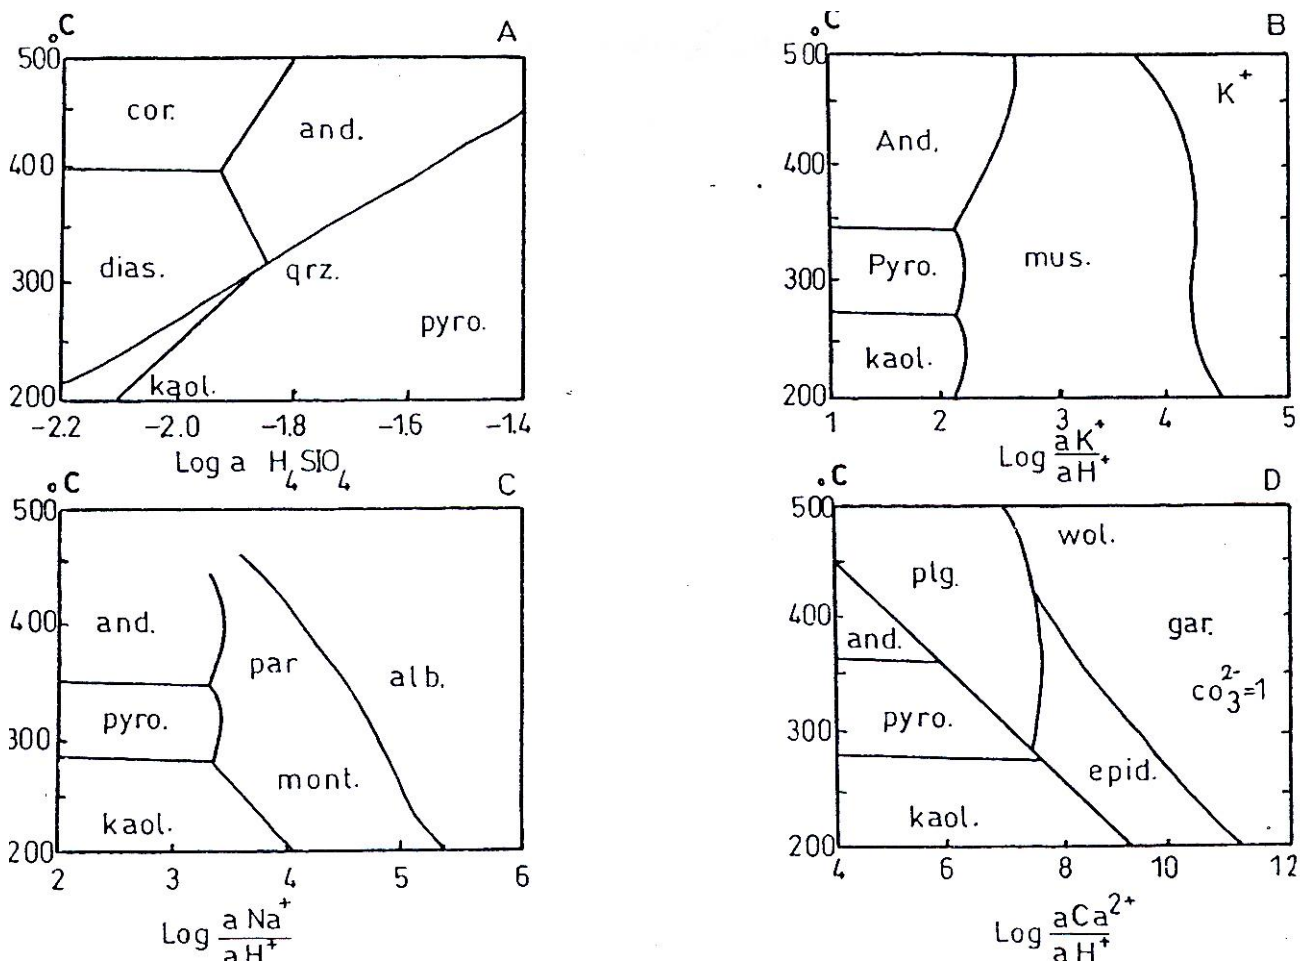 °C A
500
cor.
and.
400
dias.
300
qrz.
pyro.
kaol.
200
-2.2 -2.0 -1.8 -1.6 -1.4
Log a H4SIO4
°C B
500
K+
And.
400
Pyro.
mus.
300
kaol.
200
1 2 3 4 5
Log aK+
aH+
°C C
500
and.
400
par
alb.
pyro.
300
mont.
kaol.
200
2 3 4 5 6
Log a Na+
aH+
°C D
500
wol.
plg.
400
and.
gar.
co3 2-=1
pyro.
300
epid.
kaol.
200
4 6 8 10 12
Log aCa2+
aH+